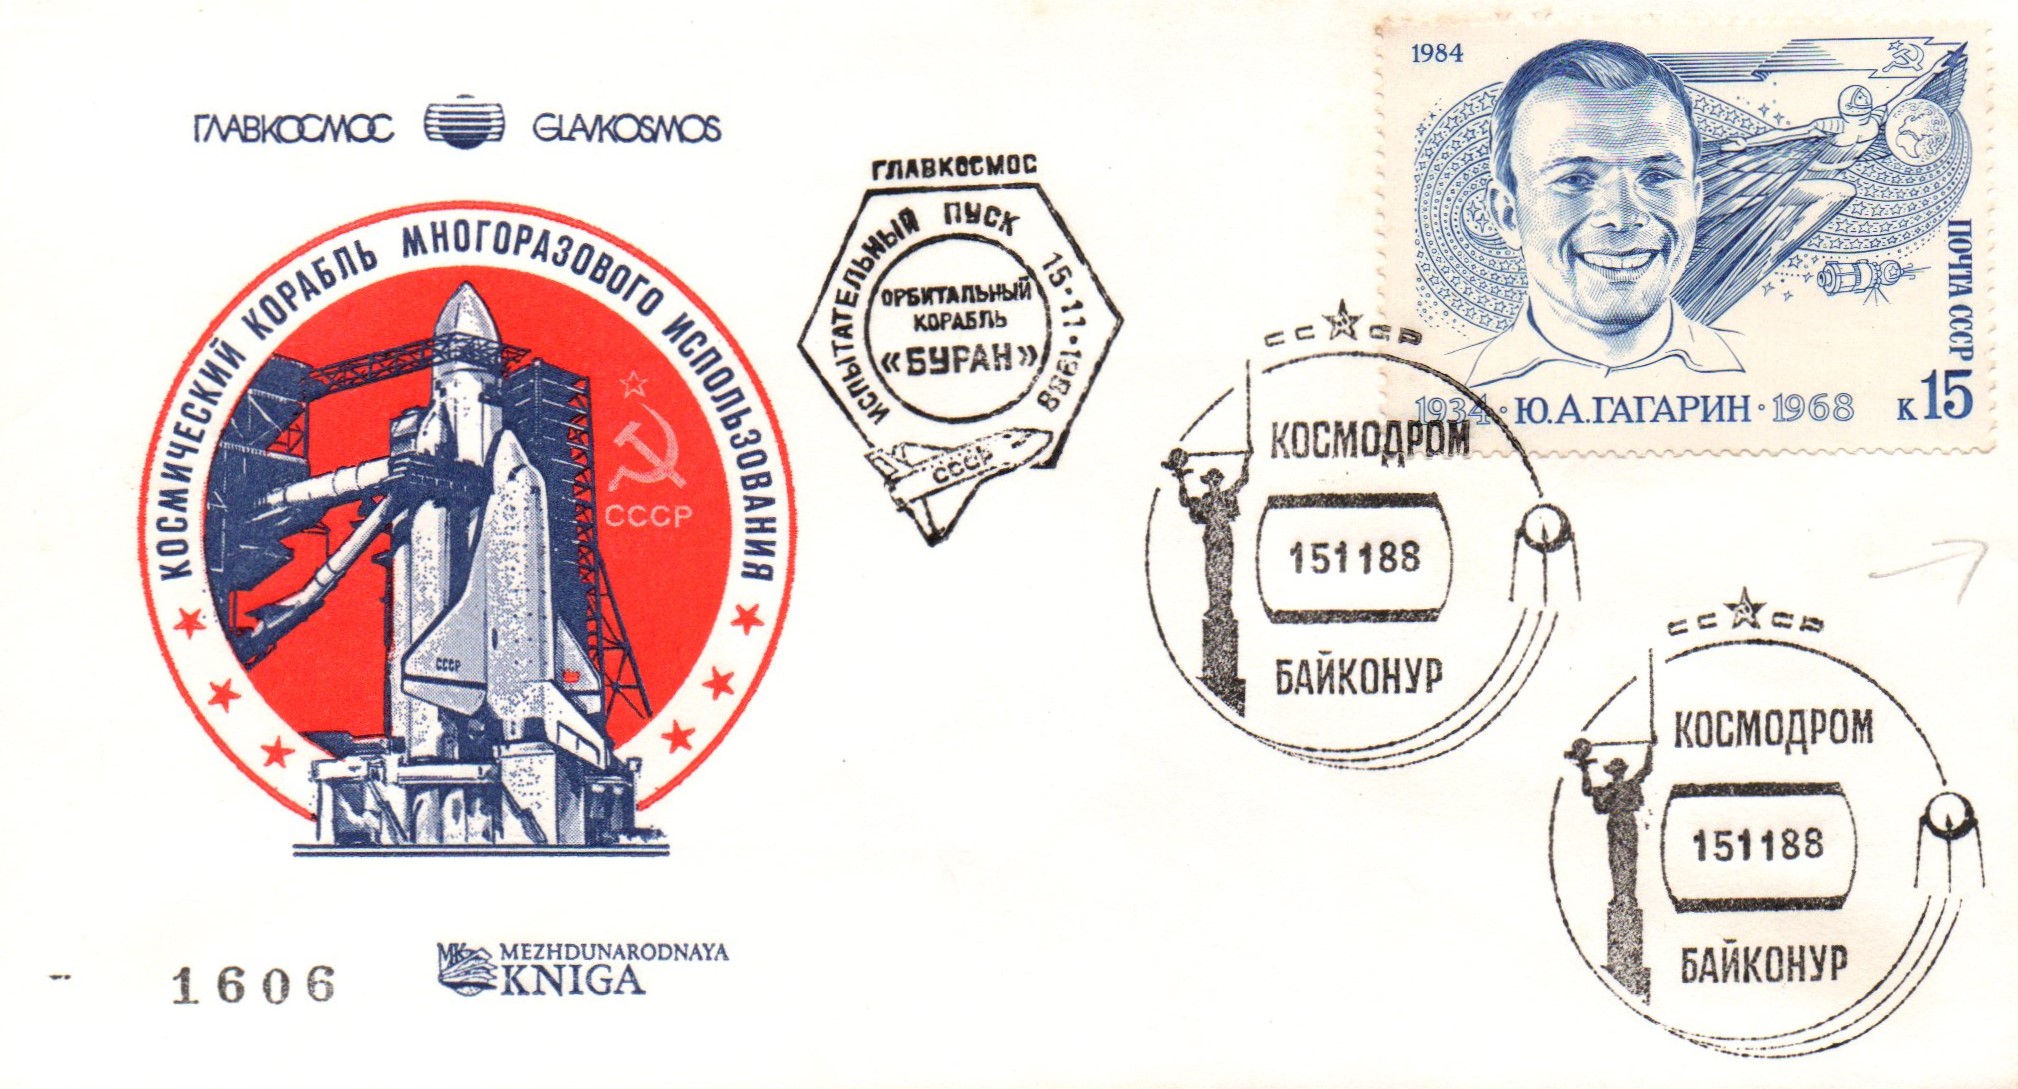 ГЛАВКОСМОС GLAVKOSMOS
КОСМИЧЕСКИЙ КОРАБЛЬ МНОГОРАЗОВОГО ИСПОЛЬЗОВАНИЯ
СССР
СССР
MK MEZHDUNARODNAYA
KNIGA
1606
ГЛАВКОСМОС
ИСПЫТАТЕЛЬНЫЙ ПУСК 15·11·1988
ОРБИТАЛЬНЫЙ
КОРАБЛЬ
«БУРАН»
СССР
1984
ПОЧТА СССР
1934·Ю.А.ГАГАРИН·1968 к15
СССР
КОСМОДРОМ
151188
БАЙКОНУР
СССР
КОСМОДРОМ
151188
БАЙКОНУР